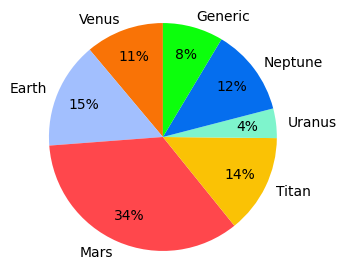 Generic
Venus
8%
11%
Neptune
12%
Earth
15%
4%
Uranus
14%
Titan
34%
Mars